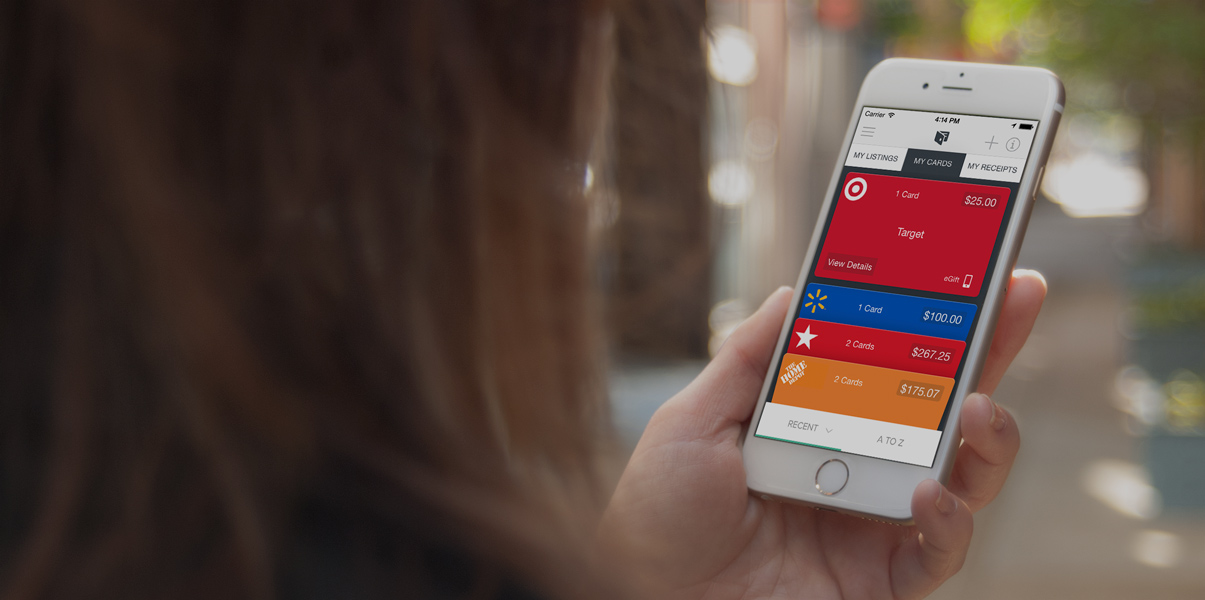 Carrier 4:14 PM
MY LISTINGS MY CARDS MY RECEIPTS
1 Card $25.00
Target
View Details eGift
1 Card $100.00
2 Cards $267.25
THE
HOME
DEPOT
2 Cards $175.07
RECENT A TO Z